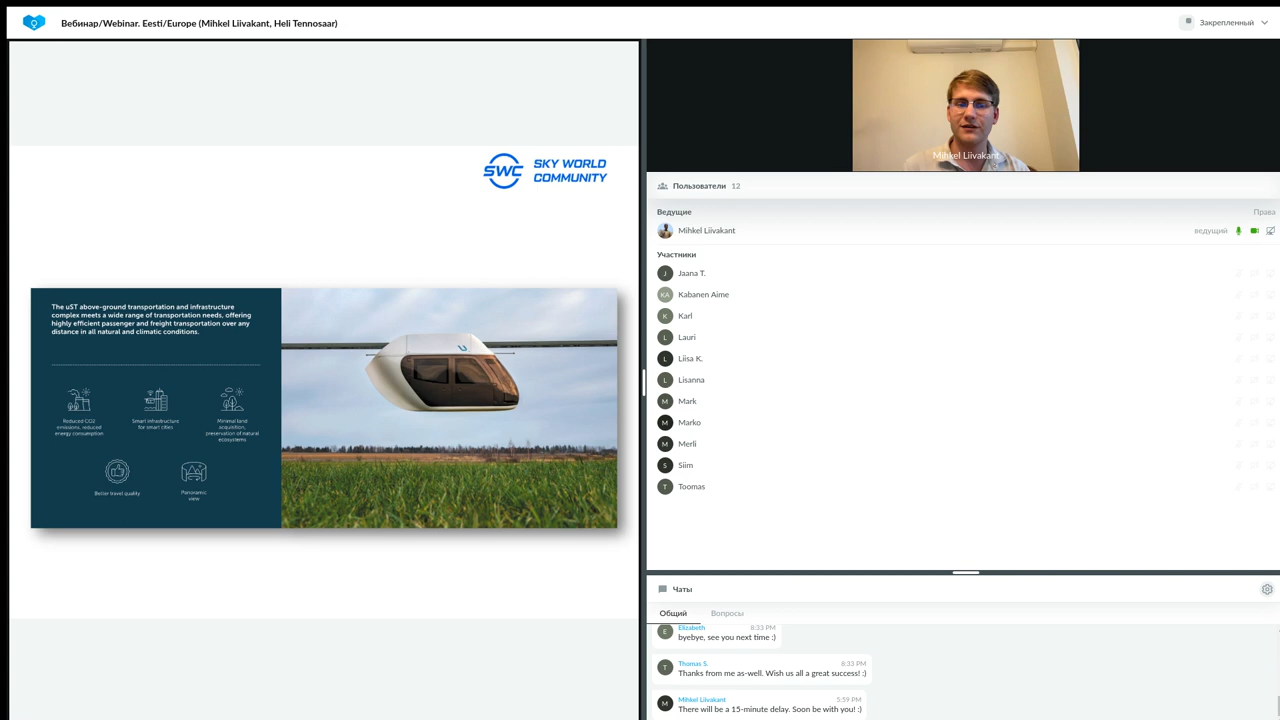 Вебинар/Webinar. Eesti/Europe (Mihkel Liivakant, Heli Tennosaar)
Закрепленный
SWC
SKY WORLD
COMMUNITY
The uST above-ground transportation and infrastructure
complex meets a wide range of transportation needs, offering
highly efficient passenger and freight transportation over any
distance in all natural and climatic conditions.
Reduced CO2
emissions, reduced
energy consumption
Smart infrastructure
for smart cities
Minimal land
acquisition,
preservation of natural
ecosystems
Better travel quality
Panoramic
view
Mihkel Liivakant
Пользователи 12
Ведущие
Права
Mihkel Liivakant
ведущий
Участники
J Jaana T.
KA Kabanen Aime
K Karl
L Lauri
L Liisa K.
L Lisanna
M Mark
M Marko
M Merli
S Siim
T Toomas
Чаты
Общий
Вопросы
E Elizabeth 8:33 PM
byebye, see you next time :)
T Thomas S. 8:33 PM
Thanks from me as-well. Wish us all a great success! :)
M Mihkel Liivakant 5:59 PM
There will be a 15-minute delay. Soon be with you! :)